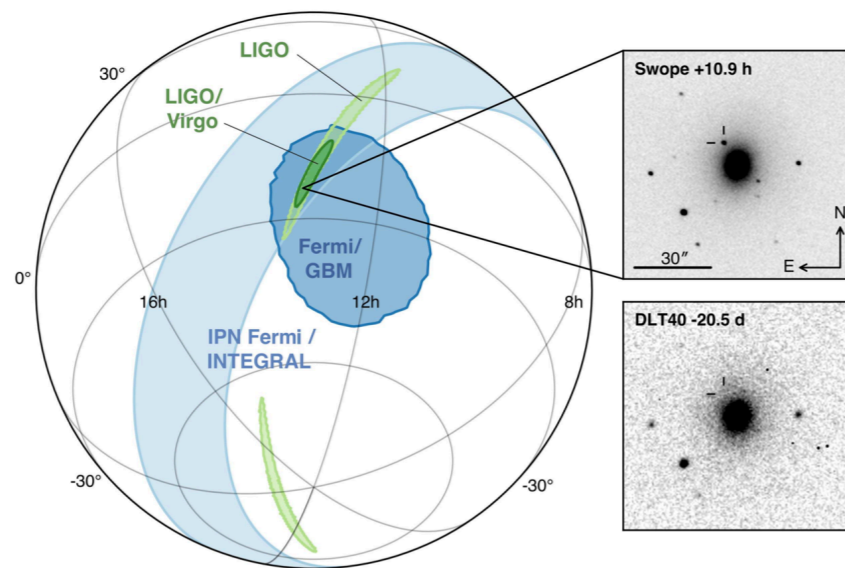 LIGO
30°
LIGO/
Virgo
Fermi/
GBM
0°
16h
12h
8h
IPN Fermi /
INTEGRAL
-30°
-30°
Swope +10.9 h
N
30″
E
DLT40 -20.5 d